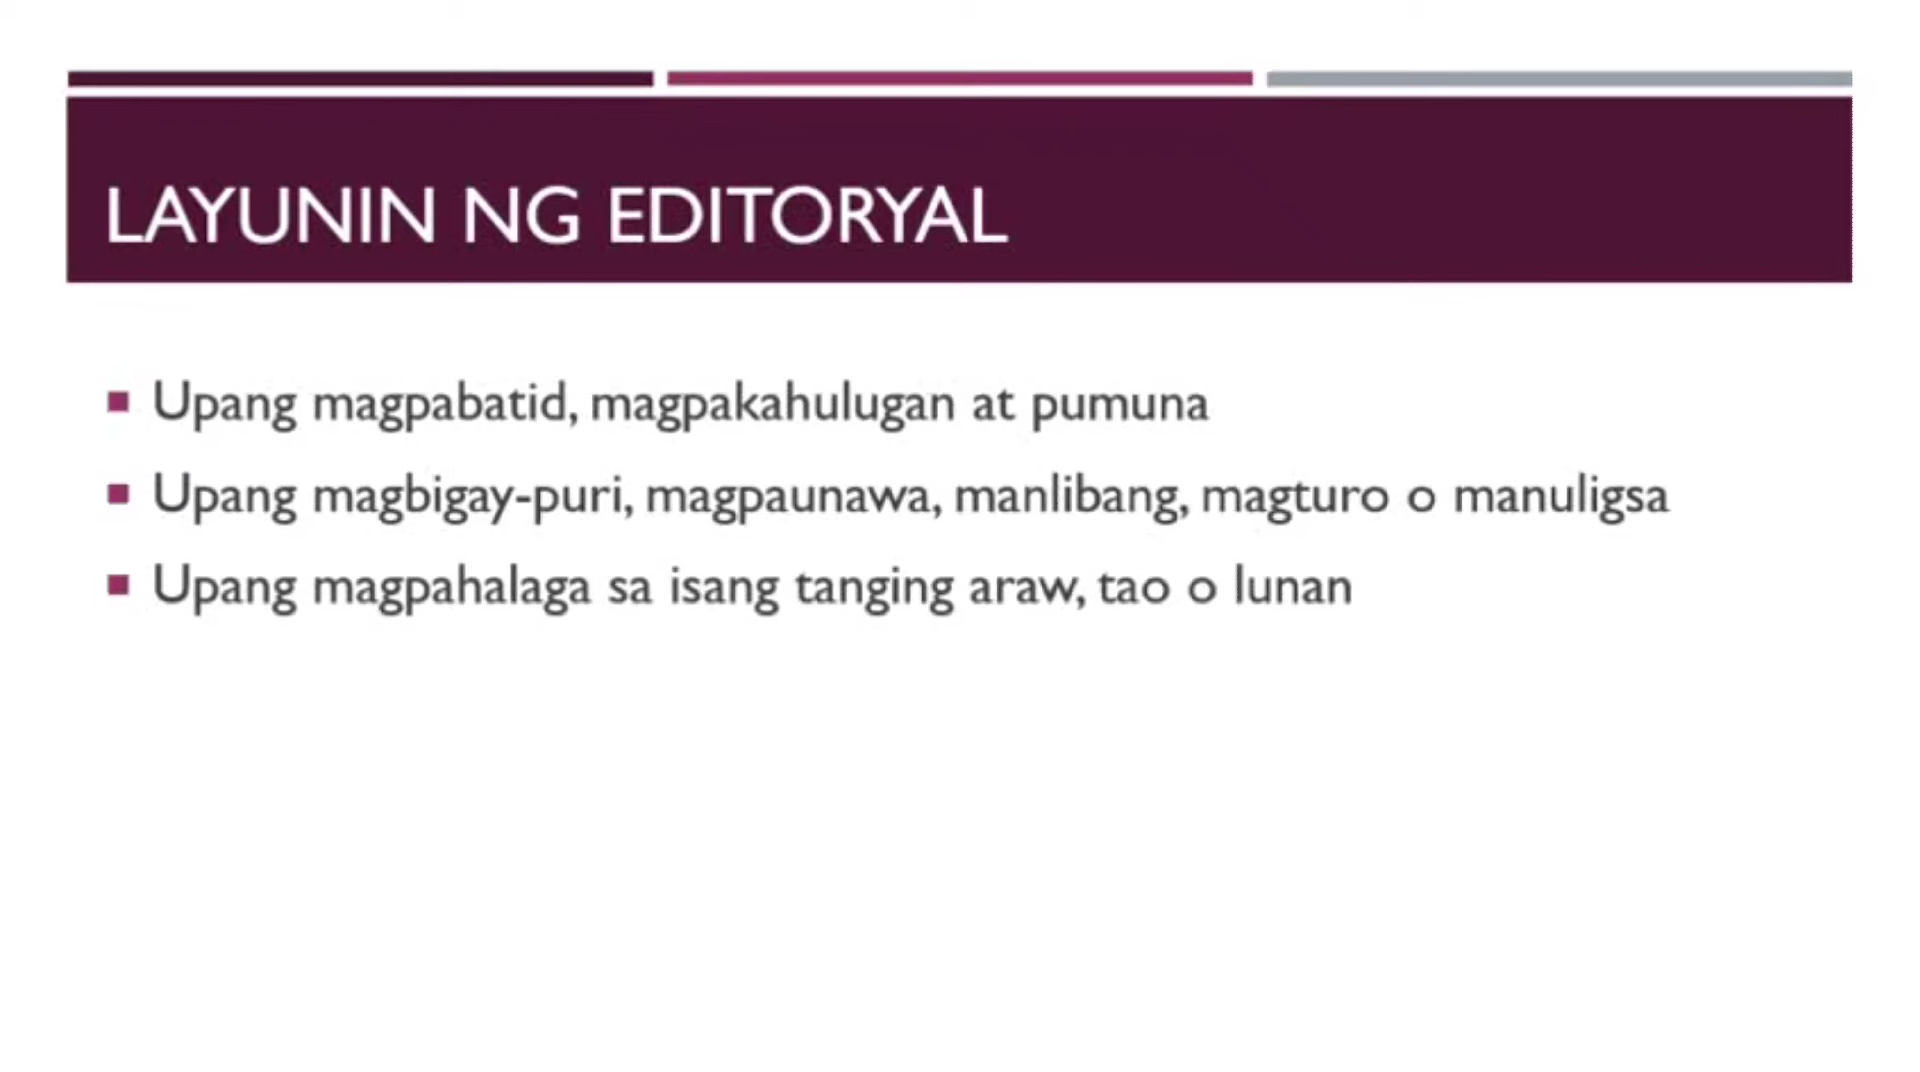 LAYUNIN NG EDITORYAL
Upang magpabatid, magpakahulugan at pumuna
Upang magbigay-puri, magpaunawa, manlibang, magturo o manuligsa
Upang magpahalaga sa isang tanging araw, tao o lunan